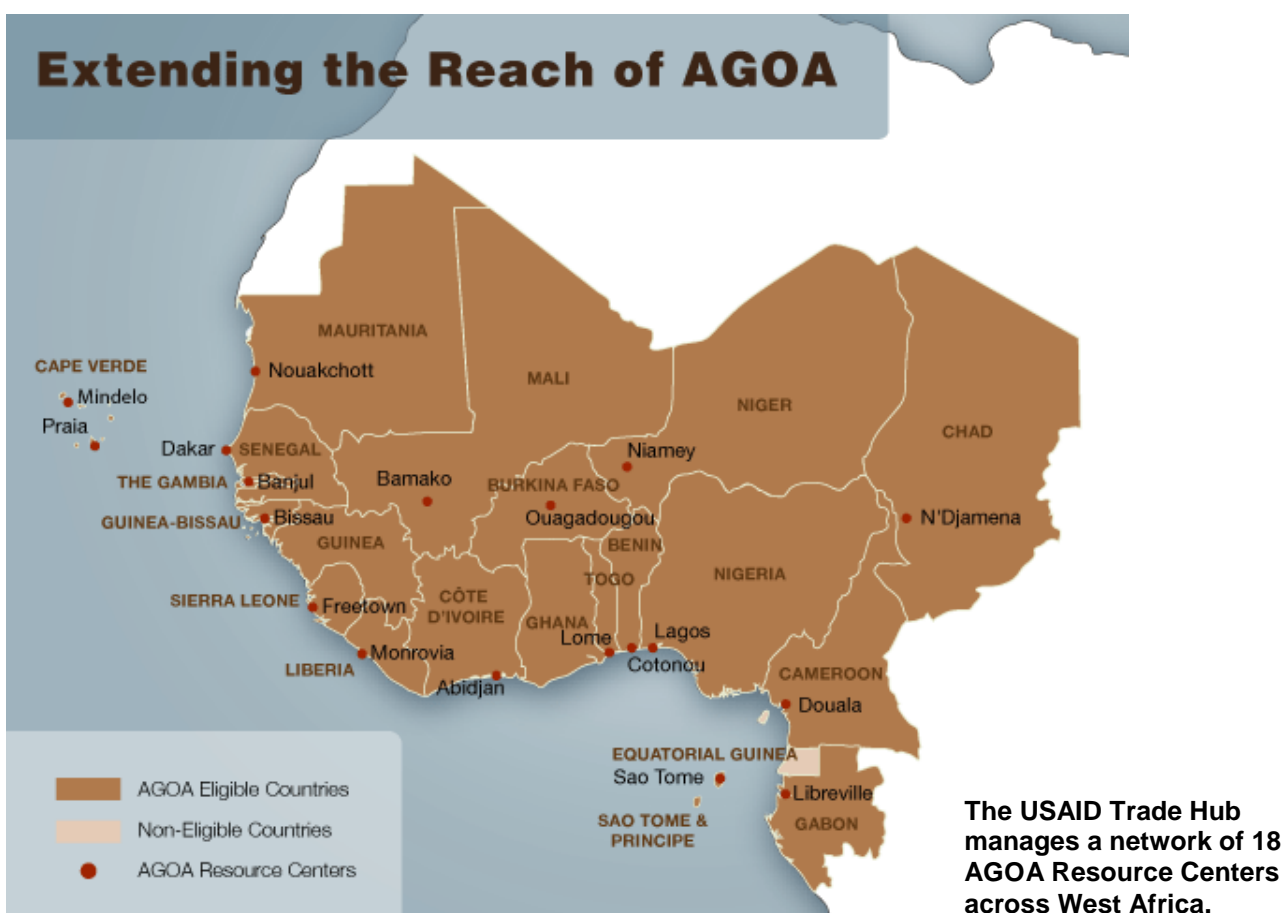 Extending the Reach of AGOA
MAURITANIA
CAPE VERDE
Nouakchott
MALI
Mindelo
NIGER
Praia
CHAD
Dakar
SENEGAL
Niamey
THE GAMBIA
Banjul
Bamako
BURKINA FASO
GUINEA-BISSAU
Bissau
Ouagadougou
N'Djamena
GUINEA
BENIN
TOGO
NIGERIA
SIERRA LEONE
Freetown
CÔTE
D'IVOIRE
GHANA
Lome
Lagos
Cotonou
LIBERIA
Monrovia
Abidjan
CAMEROON
Douala
EQUATORIAL GUINEA
Sao Tome
Libreville
SAO TOME &
PRINCIPE
GABON
AGOA Eligible Countries
Non-Eligible Countries
AGOA Resource Centers
The USAID Trade Hub
manages a network of 18
AGOA Resource Centers
across West Africa.